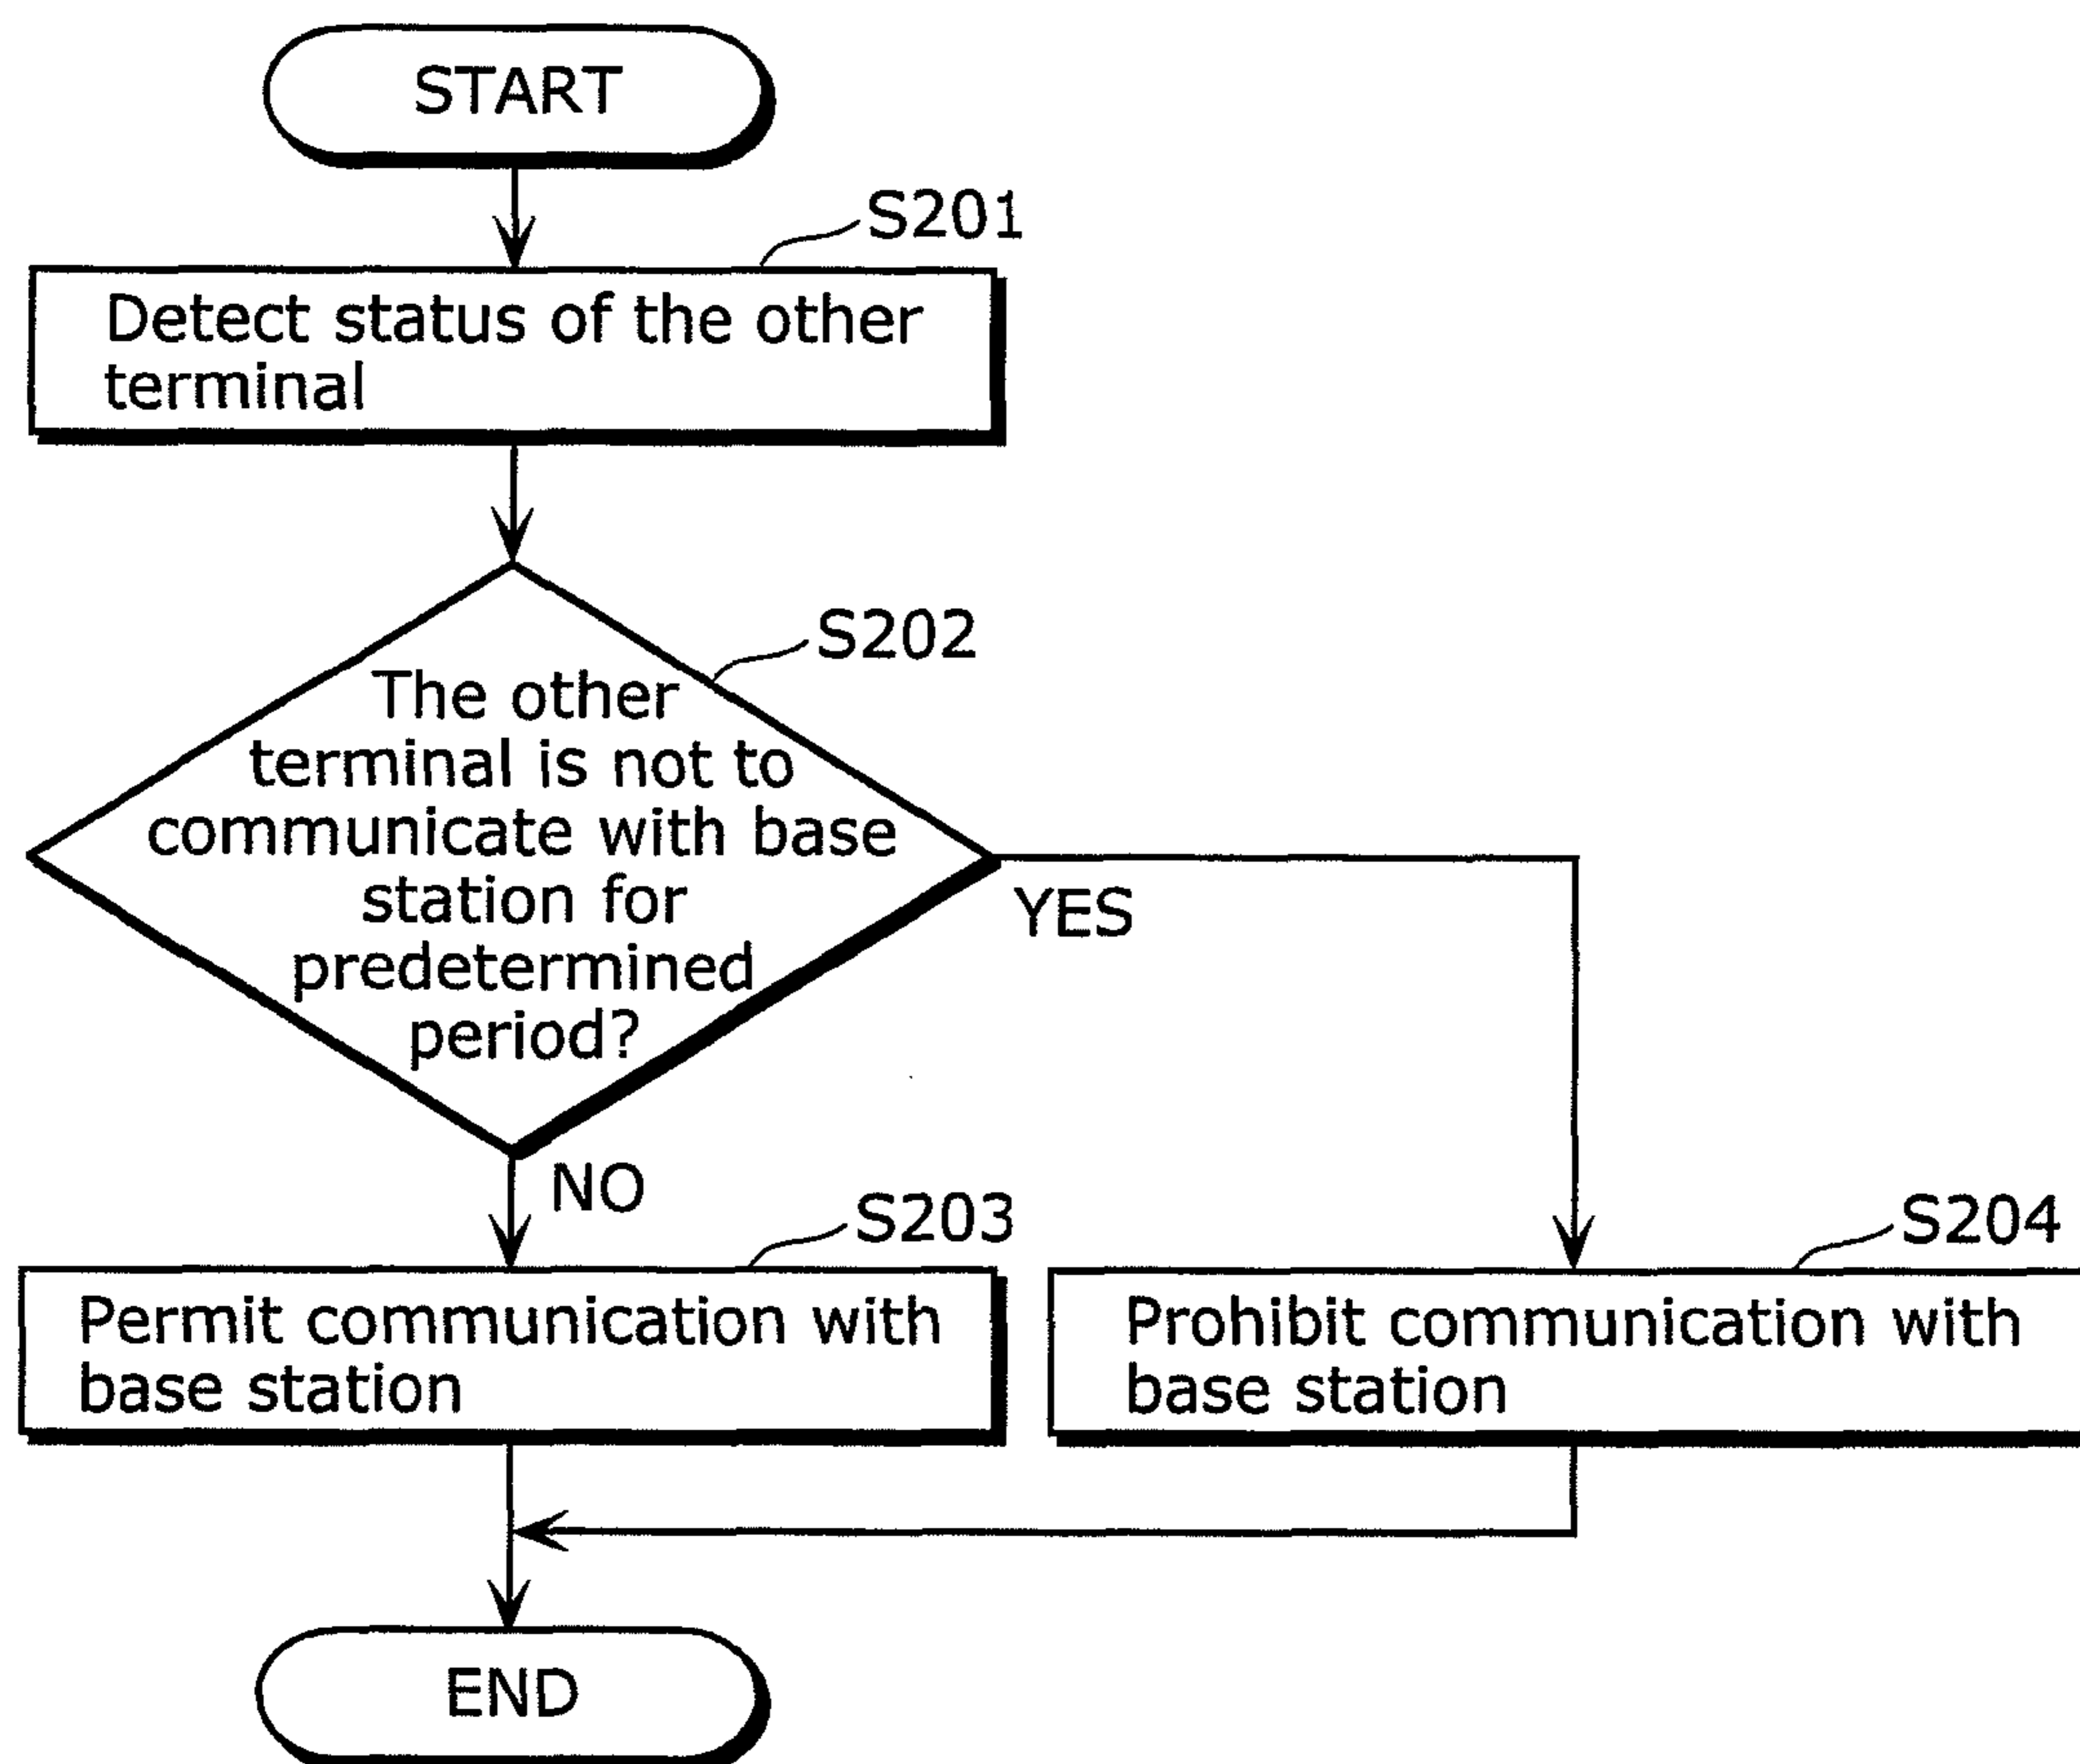 START
S201
Detect status of the other
terminal
S202
The other
terminal is not to
communicate with base
station for
predetermined
period?
YES
NO
S203
Permit communication with
base station
S204
Prohibit communication with
base station
END